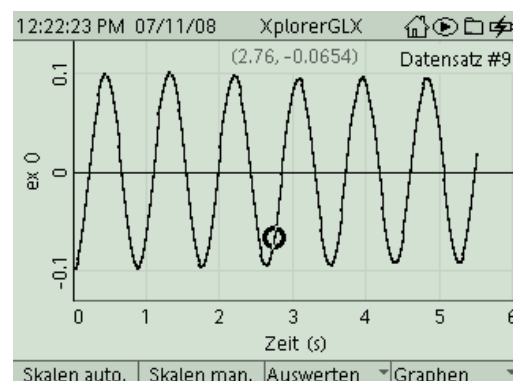 12:22:23 PM 07/11/08 XplorerGLX
(2.76, -0.0654) Datensatz #9
0.1
ex 0
0
-0.1
0 1 2 3 4 5 6
Zeit (s)
Skalen auto. Skalen man. Auswerten Graphen